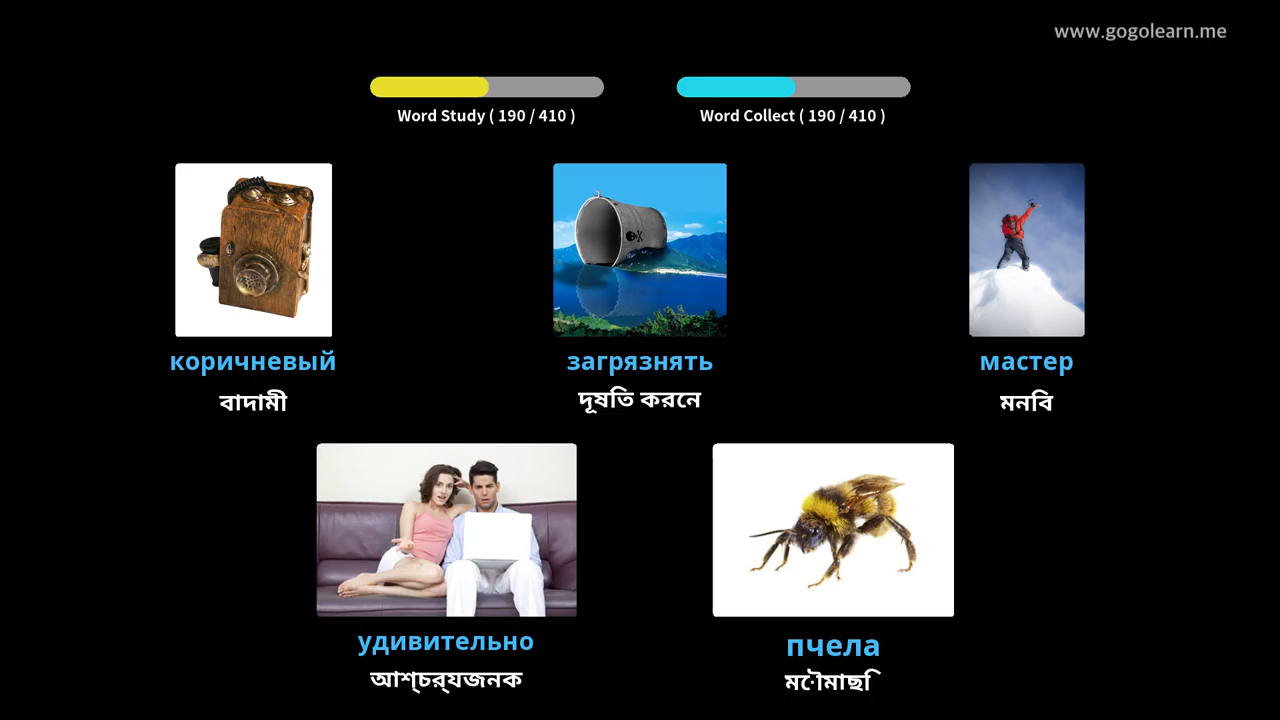 www.gogolearn.me
Word Study ( 190 / 410 )
Word Collect ( 190 / 410 )
коричневый
загрязнять
мастер
বাদামী
দূষতি করনে
মনবি
удивительно
пчела
আশ্চর্যজনক
মৌমাছি